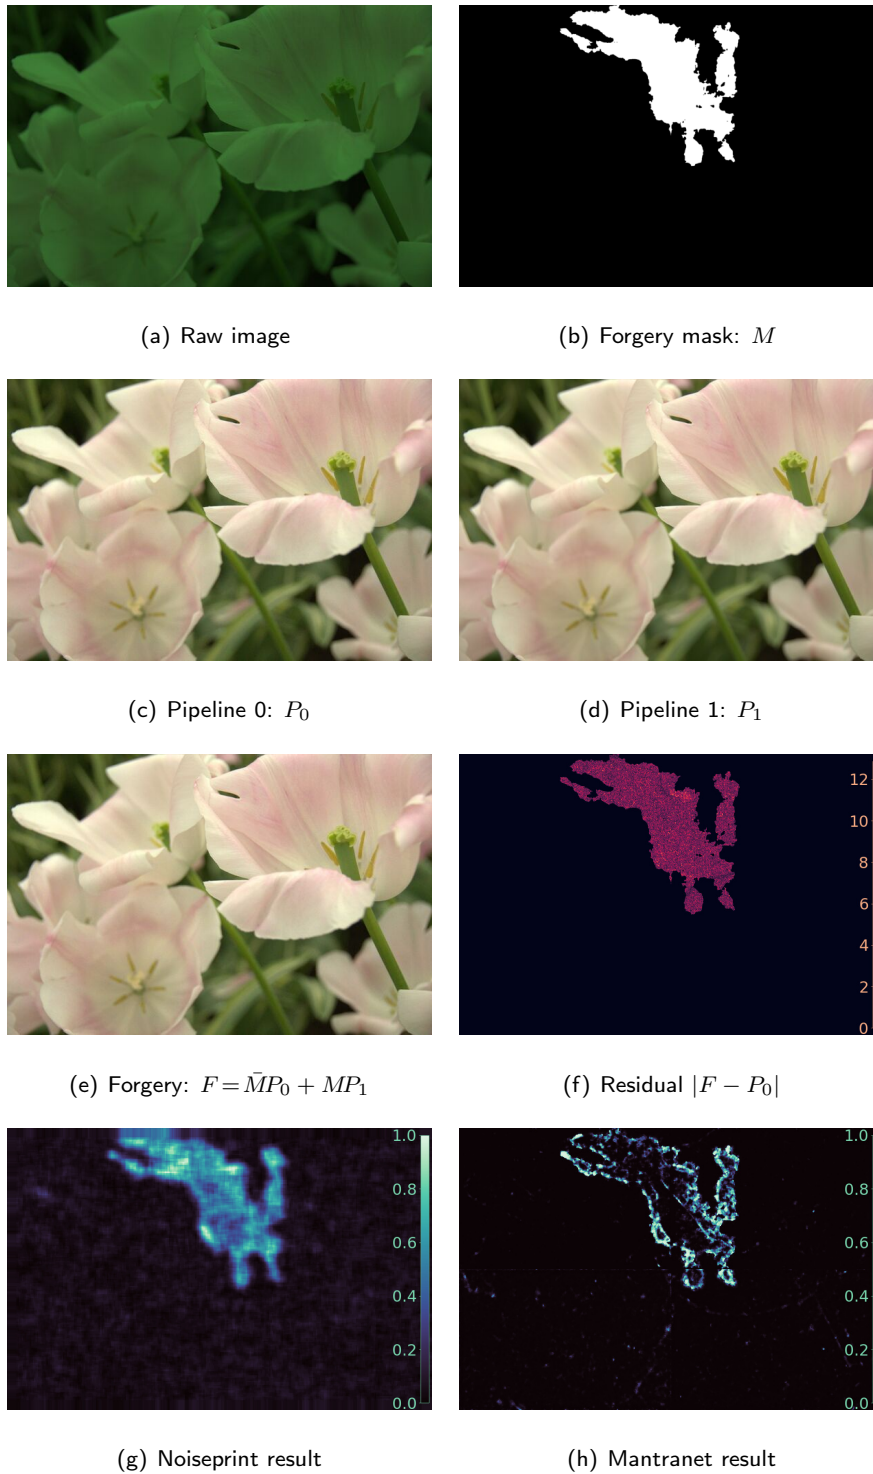 (a) Raw image
(b) Forgery mask: M
(c) Pipeline 0: P₀
(d) Pipeline 1: P₁
12
10
8
6
4
2
0
(e) Forgery: F = M̄P₀ + MP₁
(f) Residual |F − P₀|
1.0
0.8
0.6
0.4
0.2
0.0
1.0
0.8
0.6
0.4
0.2
0.0
(g) Noiseprint result
(h) Mantranet result